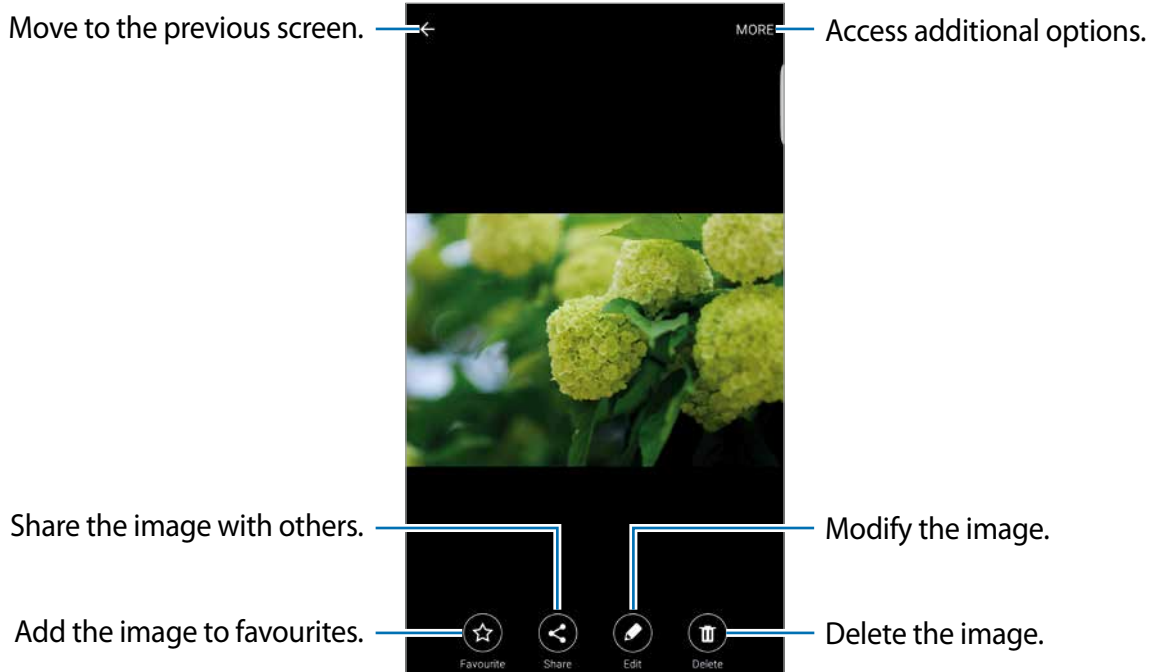 Move to the previous screen.
MORE
Access additional options.
Share the image with others.
Modify the image.
Add the image to favourites.
Delete the image.
Favourite
Share
Edit
Delete